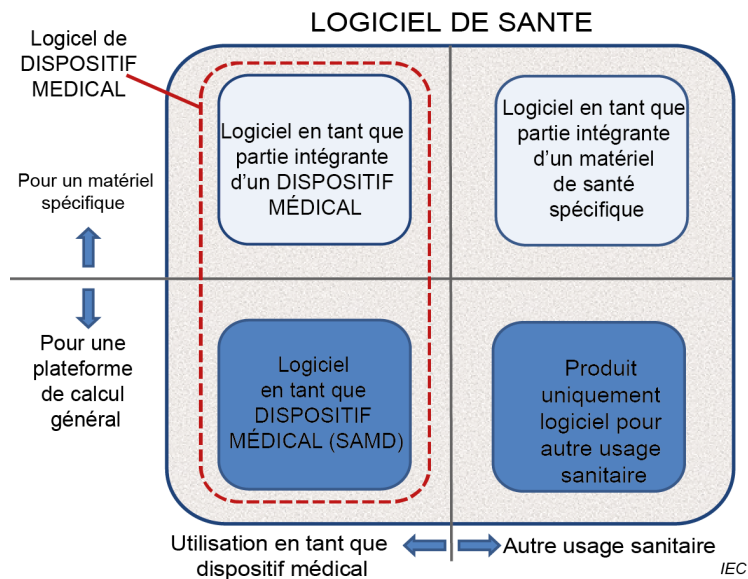 LOGICIEL DE SANTE
Logicel de
DISPOSITIF
MEDICAL
Logiciel en tant que
partie intégrante
d'un DISPOSITIF
MÉDICAL
Logiciel en tant que
partie intégrante
d'un matériel
de santé
spécifique
Pour un matériel
spécifique
Pour une
plateforme
de calcul
général
Logiciel
en tant que
DISPOSITIF
MÉDICAL (SAMD)
Produit
uniquement
logiciel pour
autre usage
sanitaire
Utilisation en tant que
dispositif médical
Autre usage sanitaire
IEC